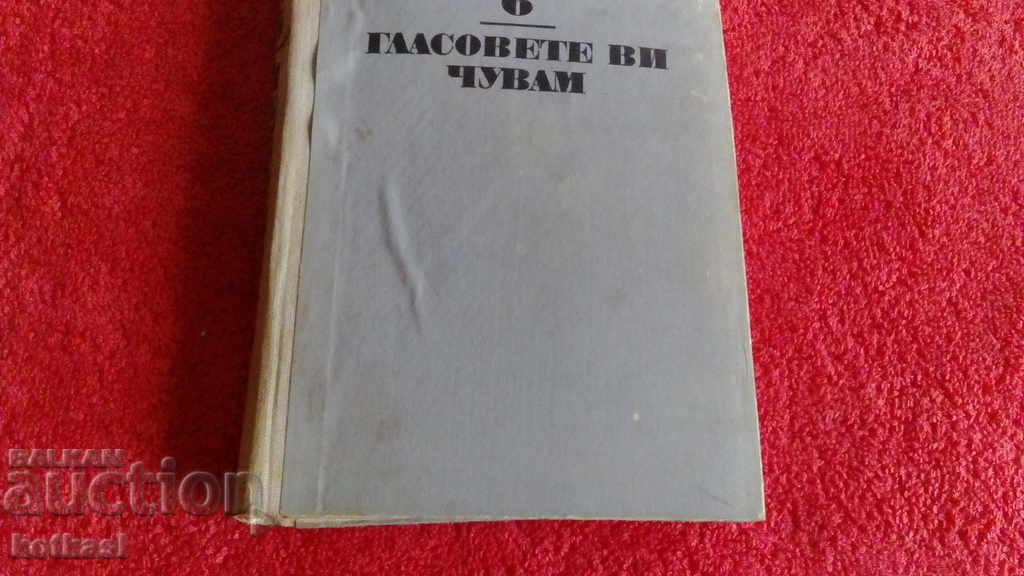 6
ГЛАСОВЕТЕ ВИ
ЧУВАМ
BALKAN
auction
kotkasl